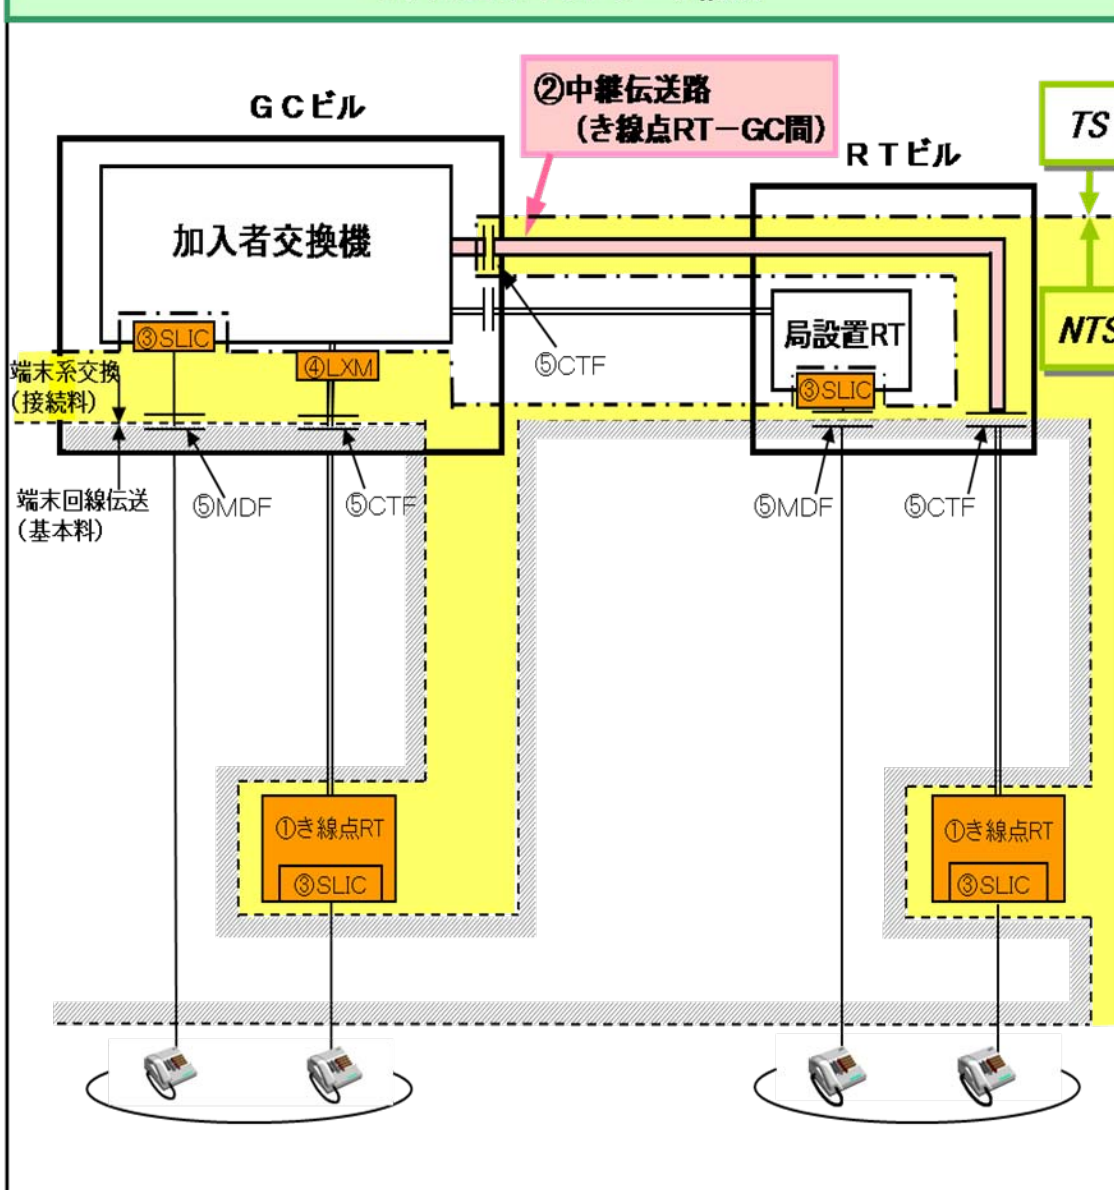 GCビル
②中継伝送路
(き線点RT－GC間)
RTビル
TS
加入者交換機
③SLIC
④LXM
⑤CTF
局設置RT
③SLIC
NTS
端末系交換
(接続料)
端末回線伝送
(基本料)
⑤MDF
⑤CTF
⑤MDF
⑤CTF
①き線点RT
③SLIC
①き線点RT
③SLIC